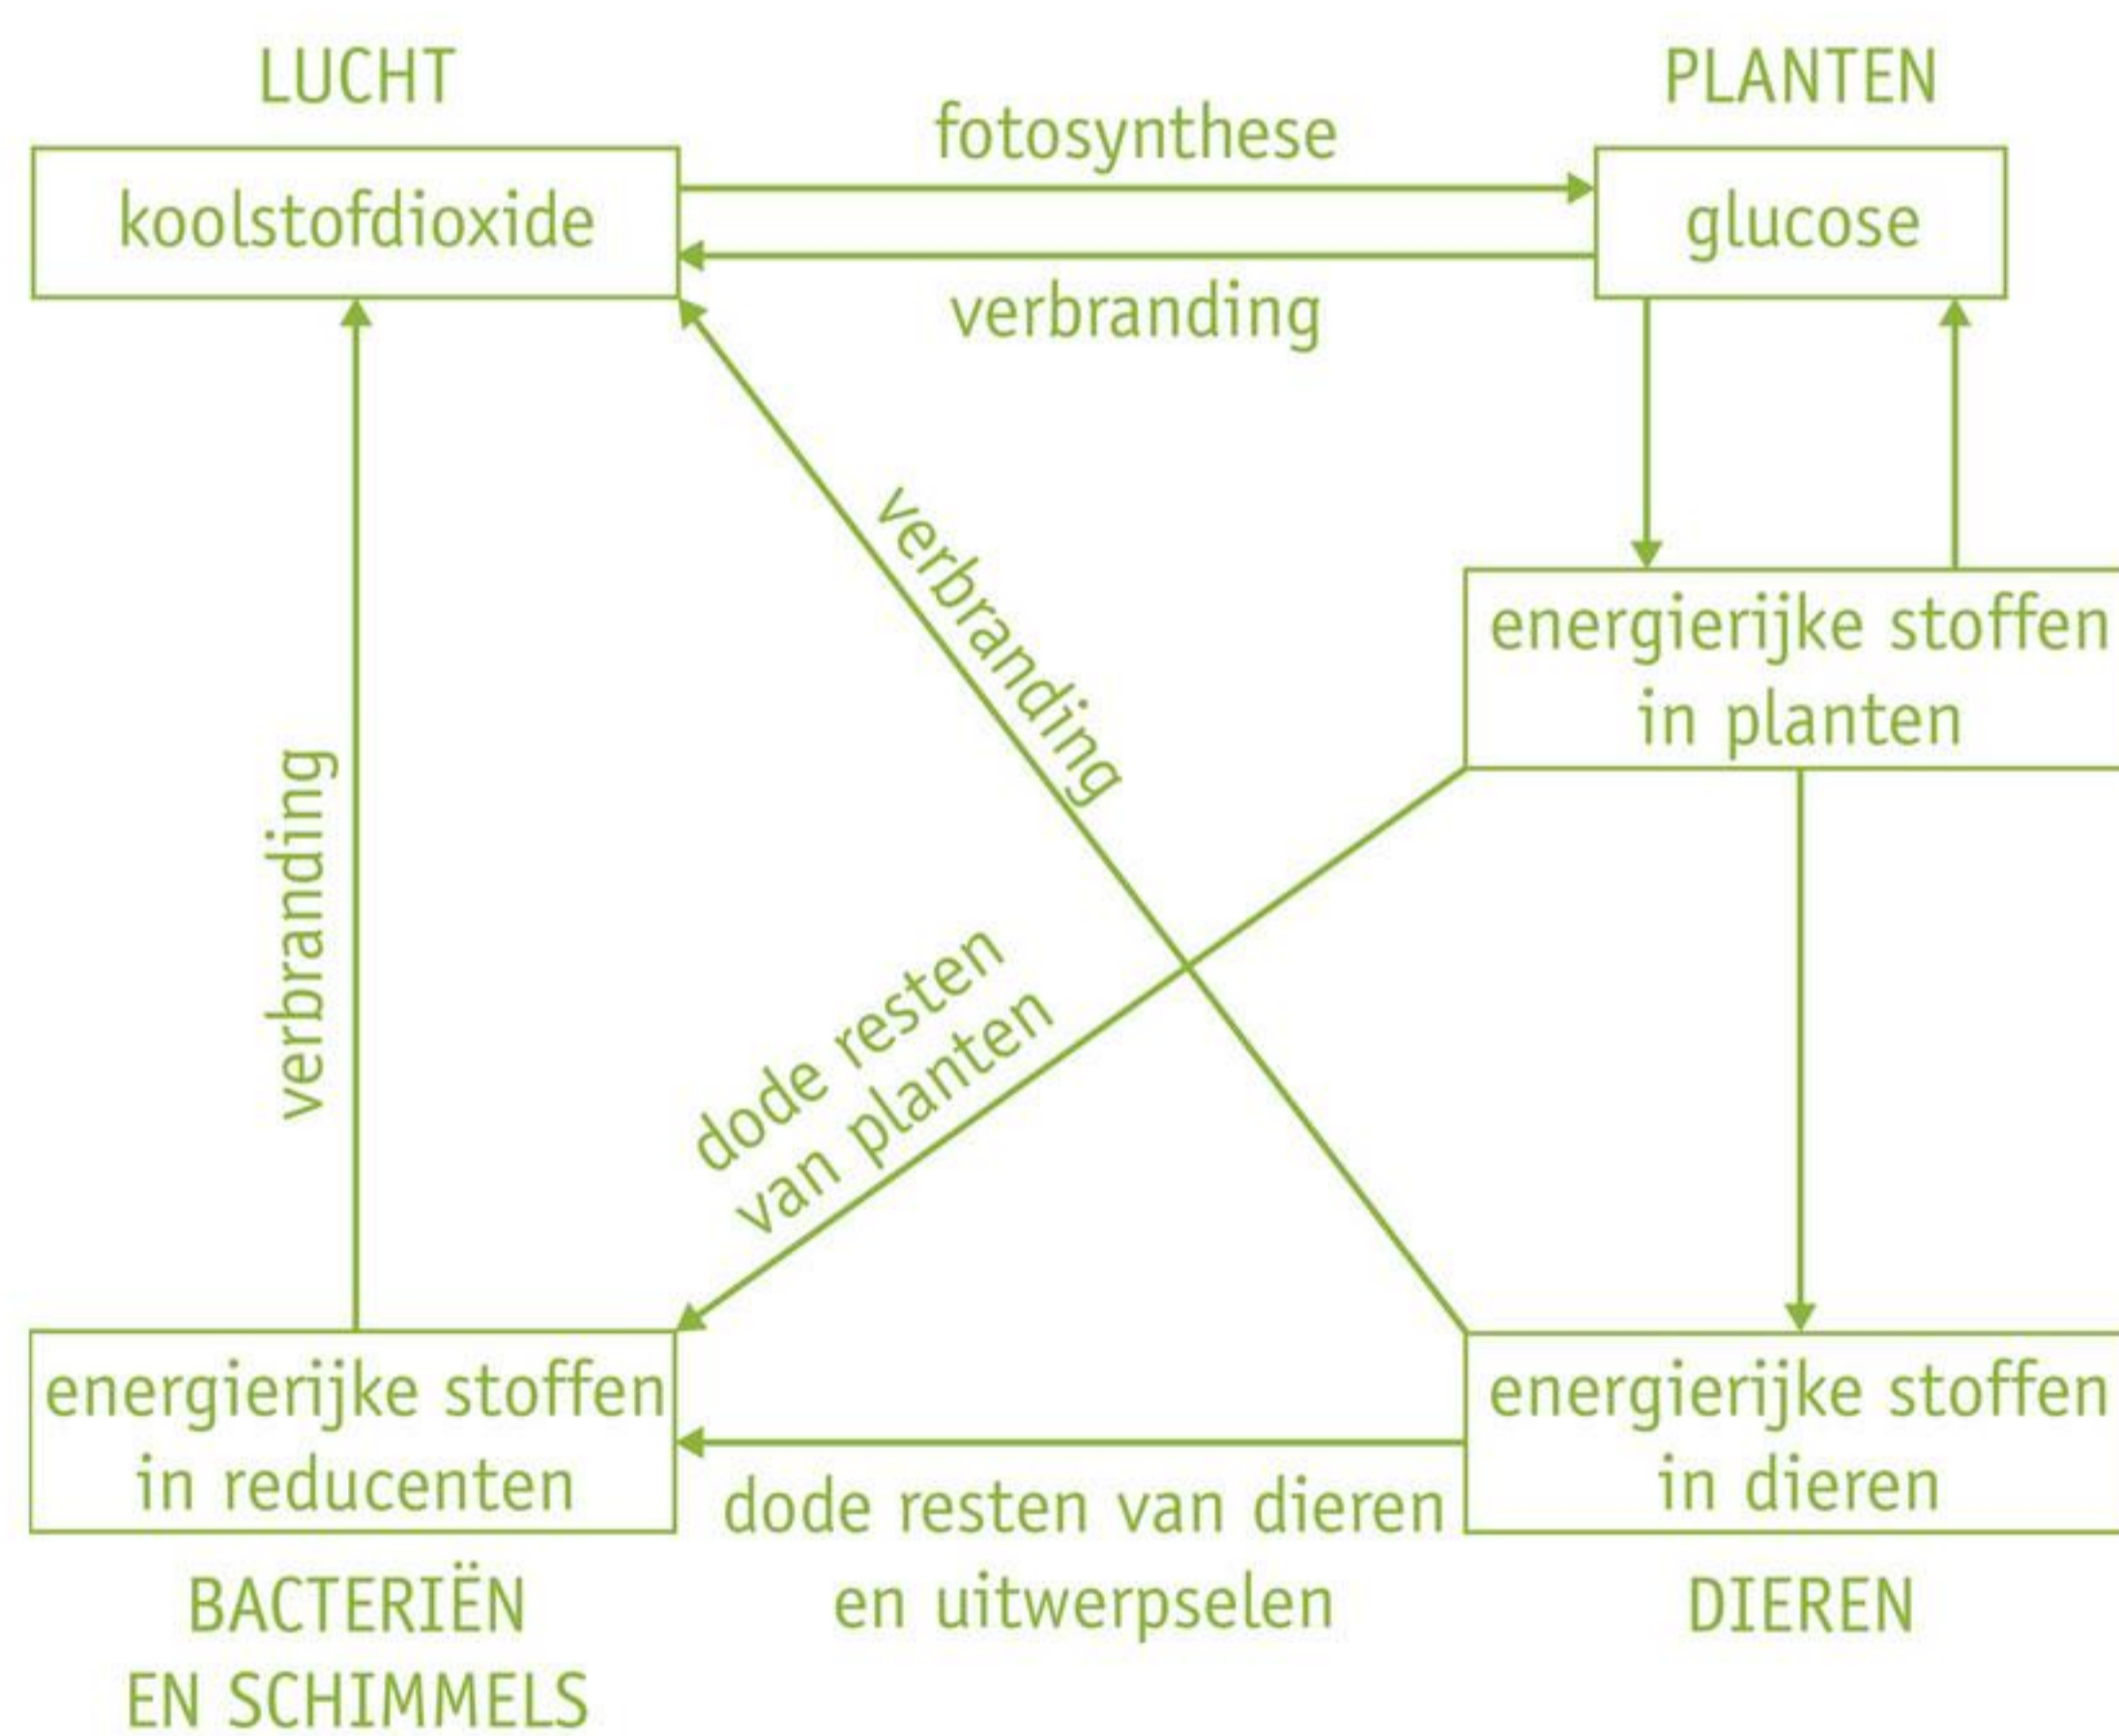 LUCHT
PLANTEN
fotosynthese
koolstofdioxide
glucose
verbranding
verbranding
energierijke stoffen
in planten
verbranding
dode resten
van planten
energierijke stoffen
in reducenten
energierijke stoffen
in dieren
dode resten van dieren
en uitwerpselen
BACTERIËN
EN SCHIMMELS
DIEREN